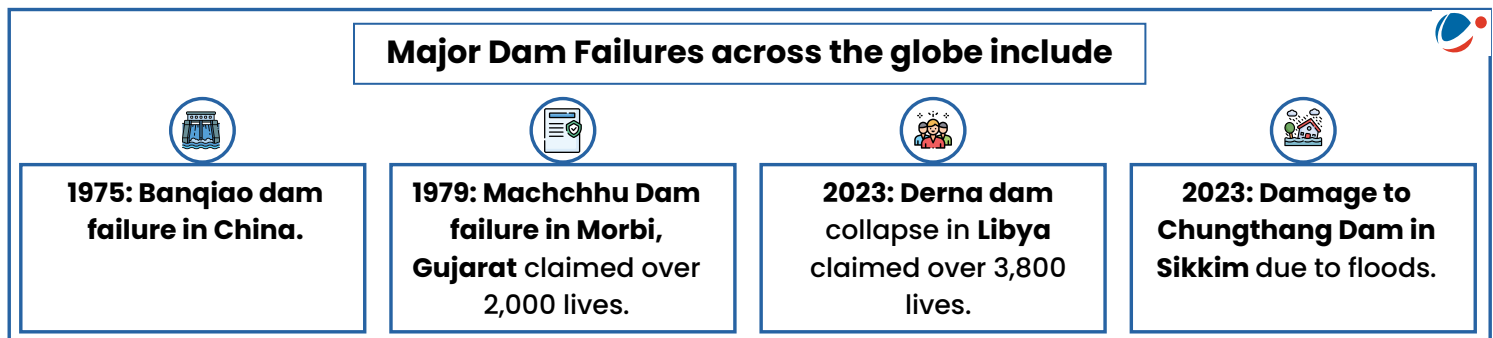 Major Dam Failures across the globe include
1975: Banqiao dam
failure in China.
1979: Machchhu Dam
failure in Morbi,
Gujarat claimed over
2,000 lives.
2023: Derna dam
collapse in Libya
claimed over 3,800
lives.
2023: Damage to
Chungthang Dam in
Sikkim due to floods.